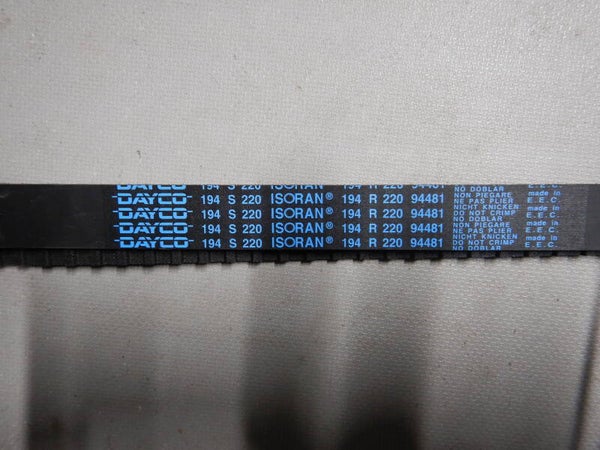 DAYCO 194 S 220 ISORAN 194 R 220 94481
DAYCO 194 S 220 ISORAN® 194 R 220 94481
DAYCO 194 S 220 ISORAN® 194 R 220 94481
DAYCO 194 S 220 ISORAN® 194 R 220 94481
DAYCO 194 S 220 ISORAN® 194 R 220 94481
NO DOBLAR
NON PIEGARE
NE PAS PLIER
NICHT KNICKEN
DO NOT CRIMP
NO DOBLAR
NON PIEGARE
NE PAS PLIER
NICHT KNICKEN
DO NOT CRIMP
NO DOBLAR
E.E.C.
made in
E.E.C.
made in
E.E.C.
made in
E.E.C.
made in
E.E.C.